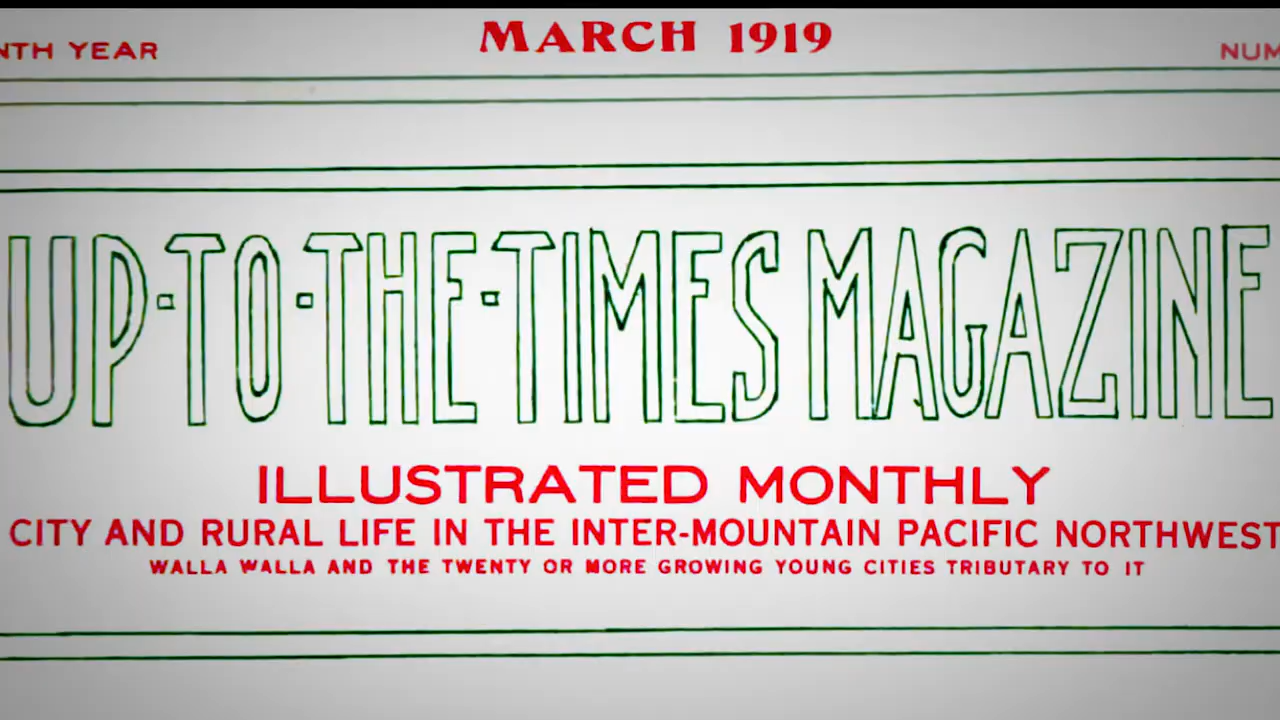 MARCH 1919
NTH YEAR NUM
UP-TO-THE-TIMES MAGAZINE
ILLUSTRATED MONTHLY
CITY AND RURAL LIFE IN THE INTER-MOUNTAIN PACIFIC NORTHWEST
WALLA WALLA AND THE TWENTY OR MORE GROWING YOUNG CITIES TRIBUTARY TO IT